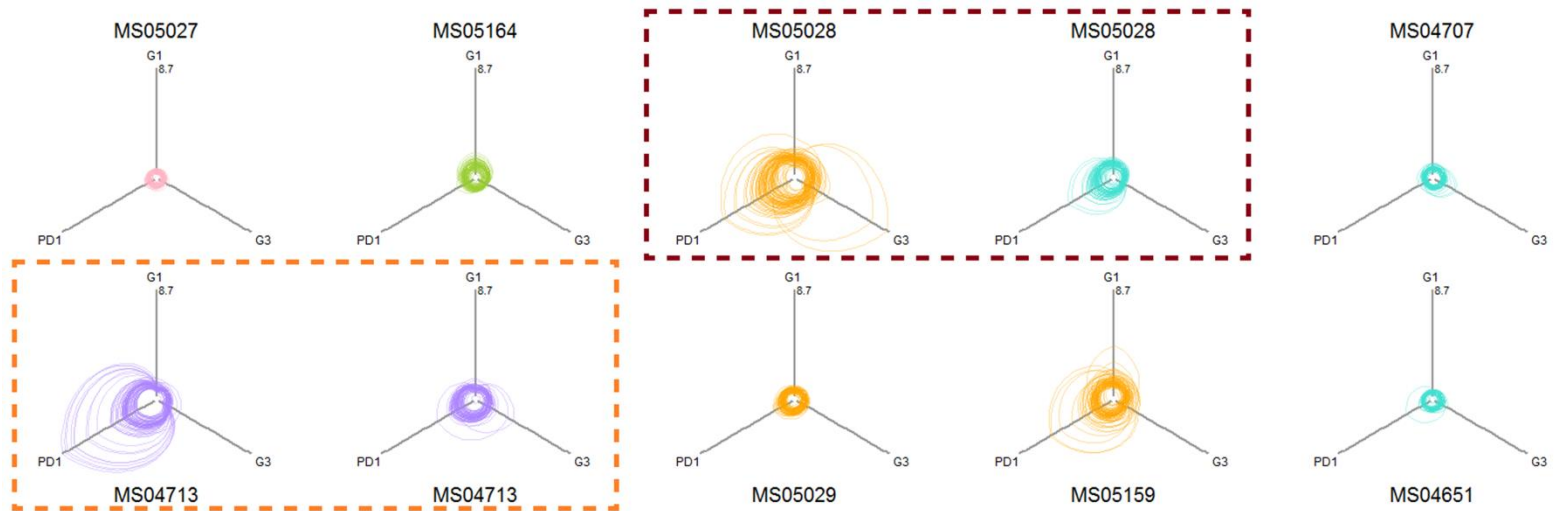 MS05027 MS05164 MS05028 MS05028 MS04707
G1 G1 G1 G1 G1
8.7 8.7 8.7 8.7 8.7
PD1 G3 PD1 G3 PD1 G3 PD1 G3 PD1 G3
G1 G1 G1 G1 G1
8.7 8.7 8.7 8.7 8.7
PD1 G3 PD1 G3 PD1 G3 PD1 G3 PD1 G3
MS04713 MS04713 MS05029 MS05159 MS04651